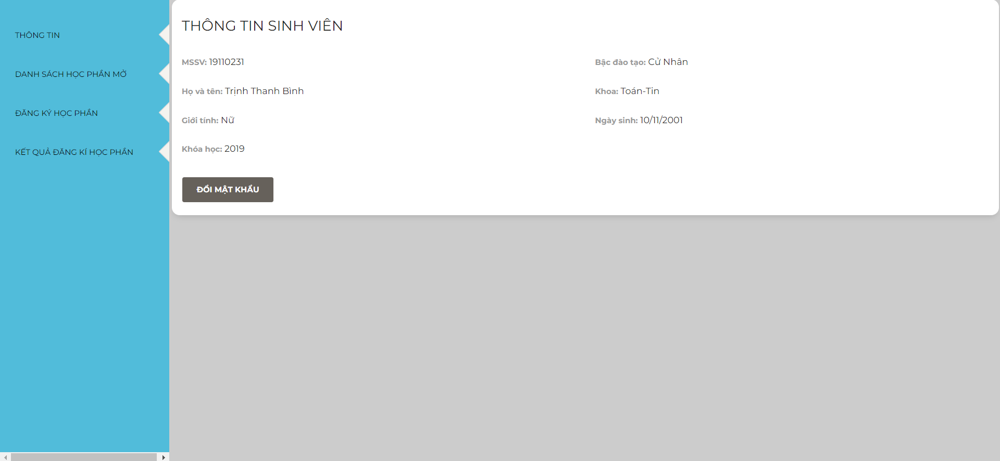 THÔNG TIN
DANH SÁCH HỌC PHẦN MỞ
ĐĂNG KÝ HỌC PHẦN
KẾT QUẢ ĐĂNG KÍ HỌC PHẦN
THÔNG TIN SINH VIÊN
MSSV: 19110231
Bậc đào tạo: Cử Nhân
Họ và tên: Trịnh Thanh Bình
Khoa: Toán-Tin
Giới tính: Nữ
Ngày sinh: 10/11/2001
Khóa học: 2019
ĐỔI MẬT KHẨU